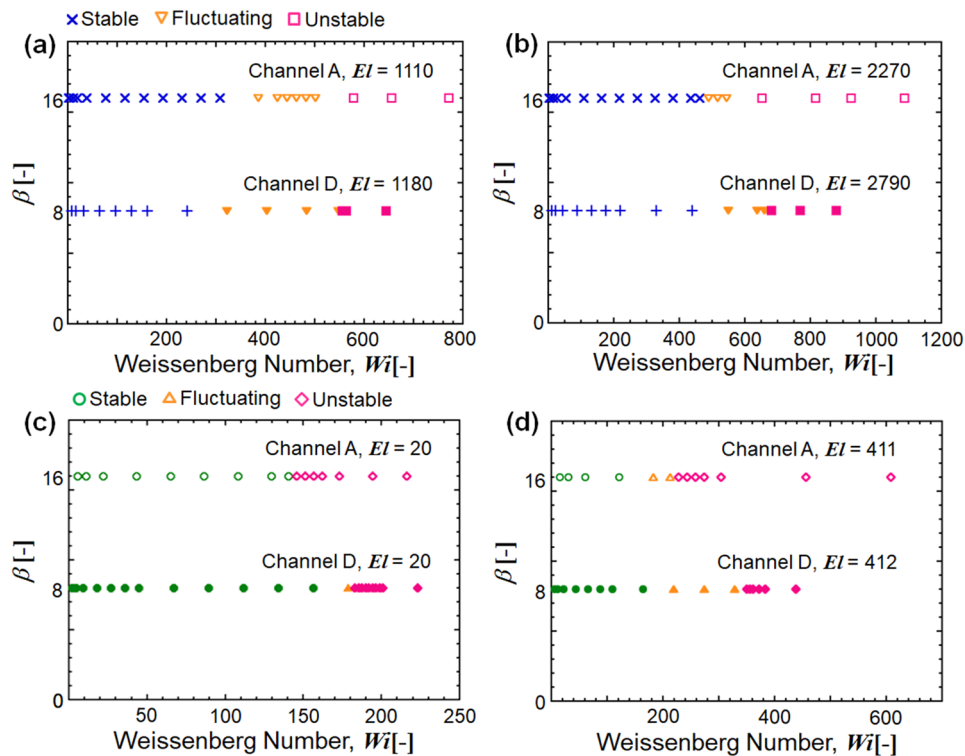 Stable Fluctuating Unstable
(a)
Channel A, El = 1110
16
β [-]
Channel D, El = 1180
8
0
200 400 600 800
Weissenberg Number, Wi[-]
(b)
Channel A, El = 2270
16
β [-]
Channel D, El = 2790
8
0
200 400 600 800 1000 1200
Weissenberg Number, Wi[-]
Stable Fluctuating Unstable
(c)
Channel A, El = 20
16
β [-]
Channel D, El = 20
8
0
50 100 150 200 250
Weissenberg Number, Wi[-]
(d)
Channel A, El = 411
16
β [-]
Channel D, El = 412
8
0
200 400 600
Weissenberg Number, Wi[-]